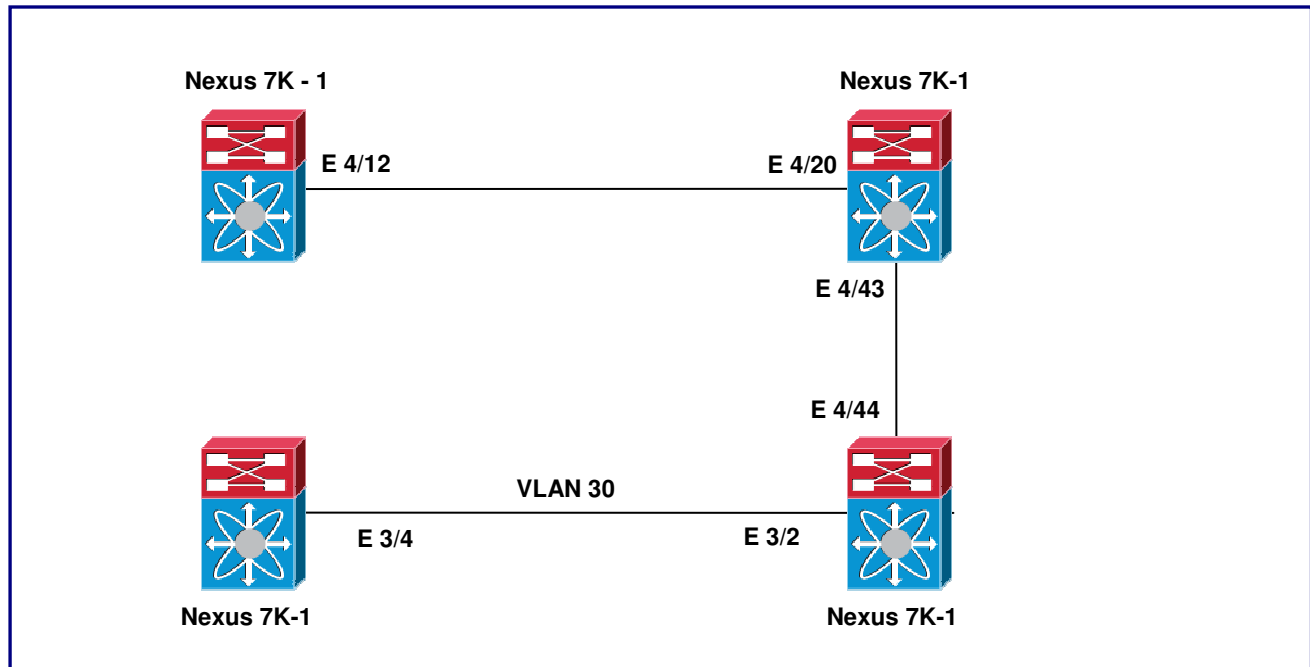 Nexus 7K - 1
Nexus 7K-1
E 4/12
E 4/20
E 4/43
E 4/44
VLAN 30
E 3/4
E 3/2
Nexus 7K-1
Nexus 7K-1